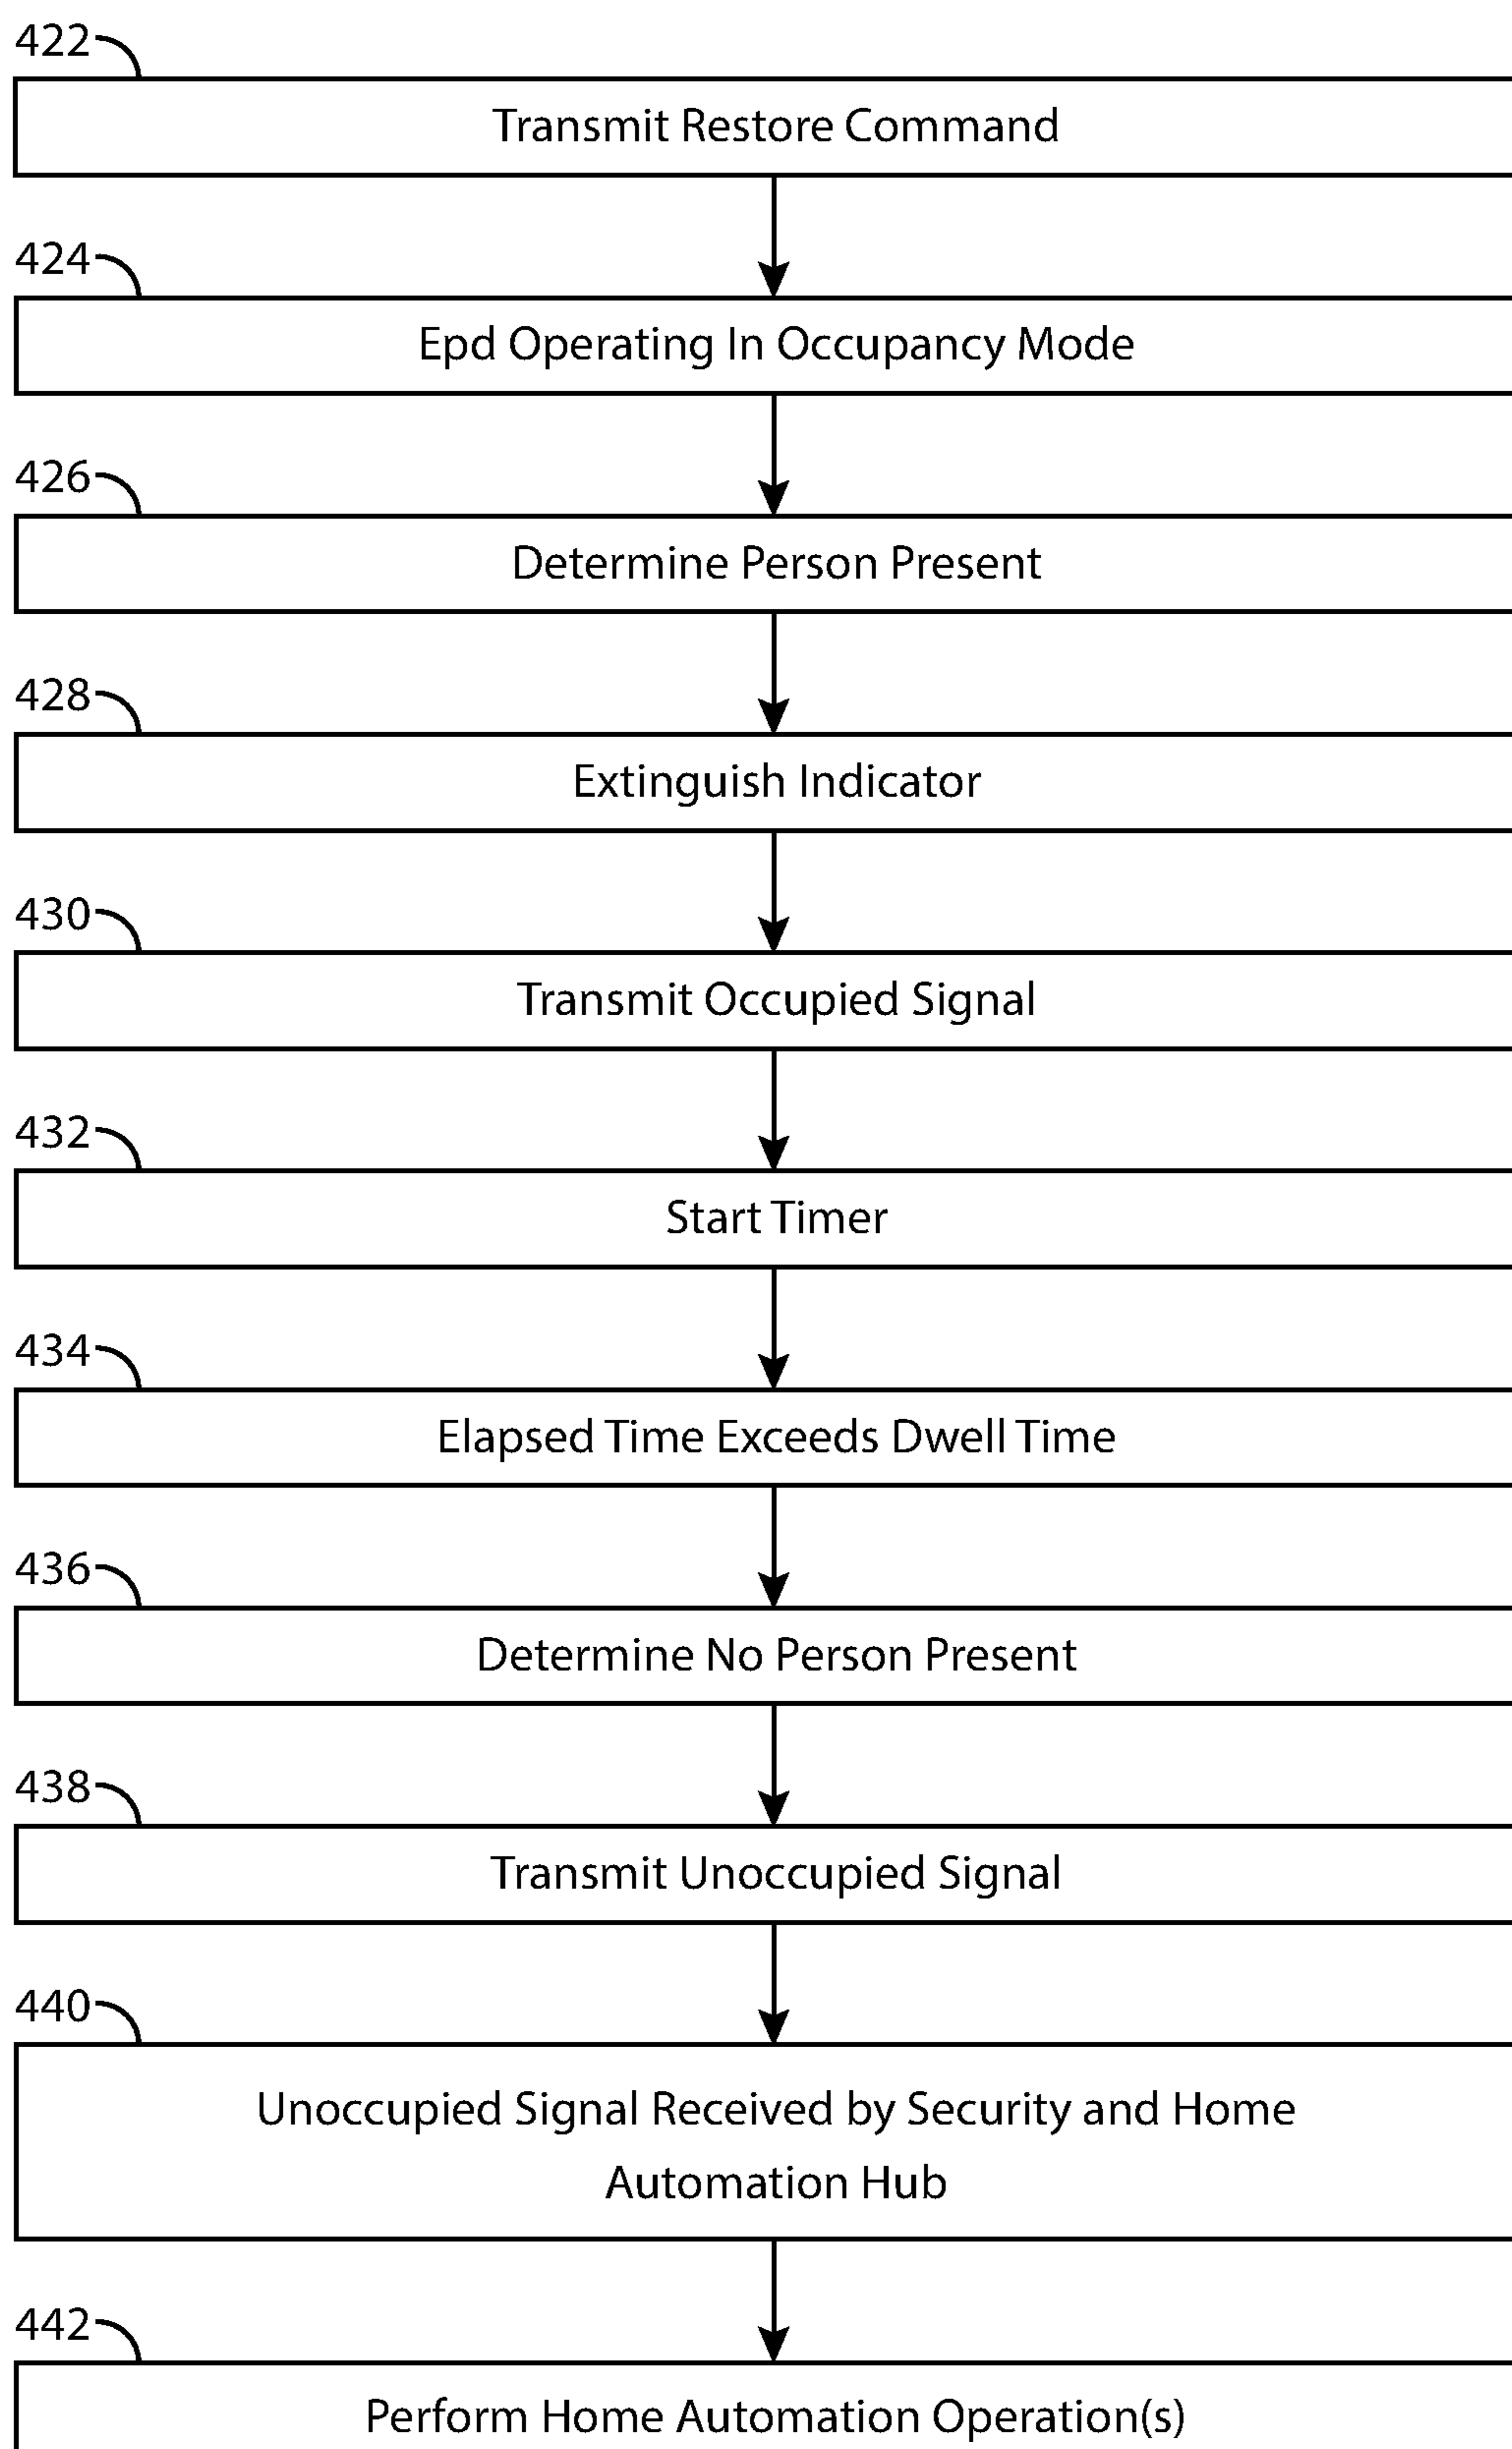 422
Transmit Restore Command
424
Epd Operating In Occupancy Mode
426
Determine Person Present
428
Extinguish Indicator
430
Transmit Occupied Signal
432
Start Timer
434
Elapsed Time Exceeds Dwell Time
436
Determine No Person Present
438
Transmit Unoccupied Signal
440
Unoccupied Signal Received by Security and Home
Automation Hub
442
Perform Home Automation Operation(s)